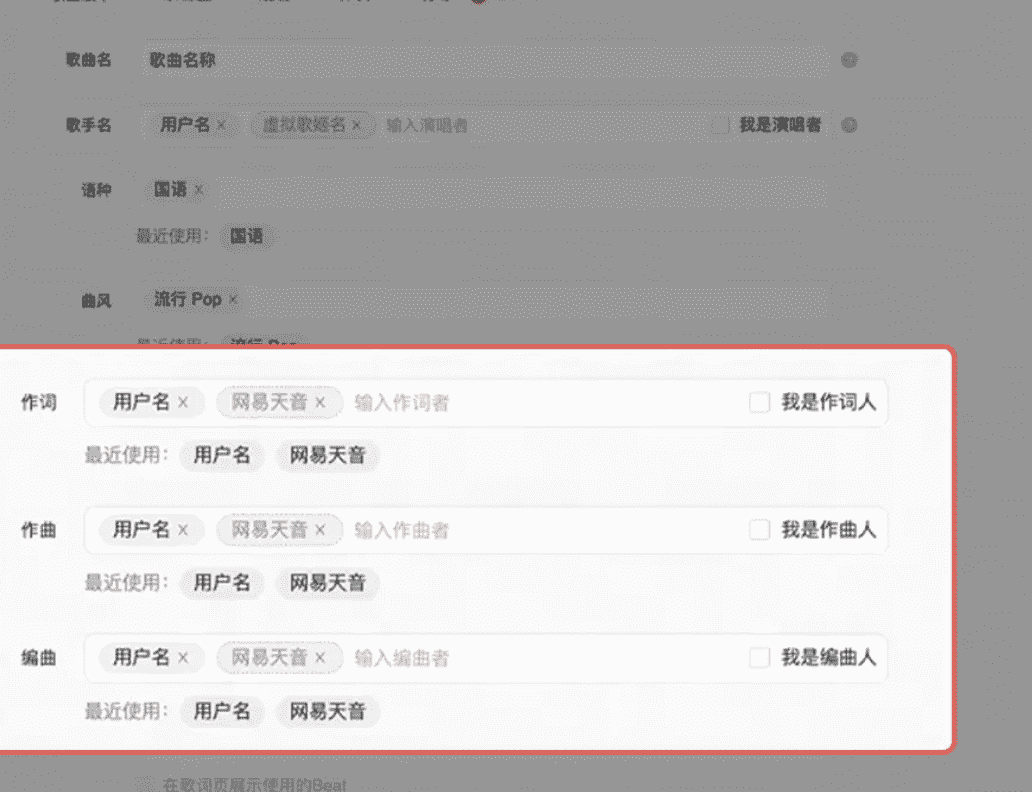 歌曲名 歌曲名称
歌手名 用户名 × 虚拟歌姬名 × 输入演唱者 我是演唱者
语种 国语 ×
最近使用: 国语
曲风 流行 Pop ×
最近使用: 流行 Pop
作词 用户名 × 网易天音 × 输入作词者 我是作词人
最近使用: 用户名 网易天音
作曲 用户名 × 网易天音 × 输入作曲者 我是作曲人
最近使用: 用户名 网易天音
编曲 用户名 × 网易天音 × 输入编曲者 我是编曲人
最近使用: 用户名 网易天音
在歌词页展示使用的Beat